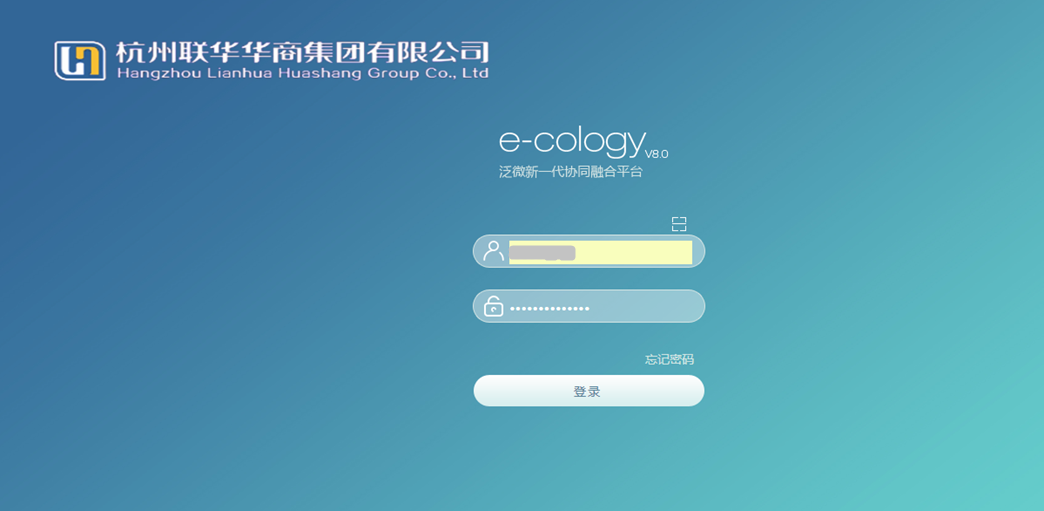 杭州联华华商集团有限公司
Hangzhou Lianhua Huashang Group Co., Ltd
e-cology V8.0
泛微新一代协同融合平台
忘记密码
登录